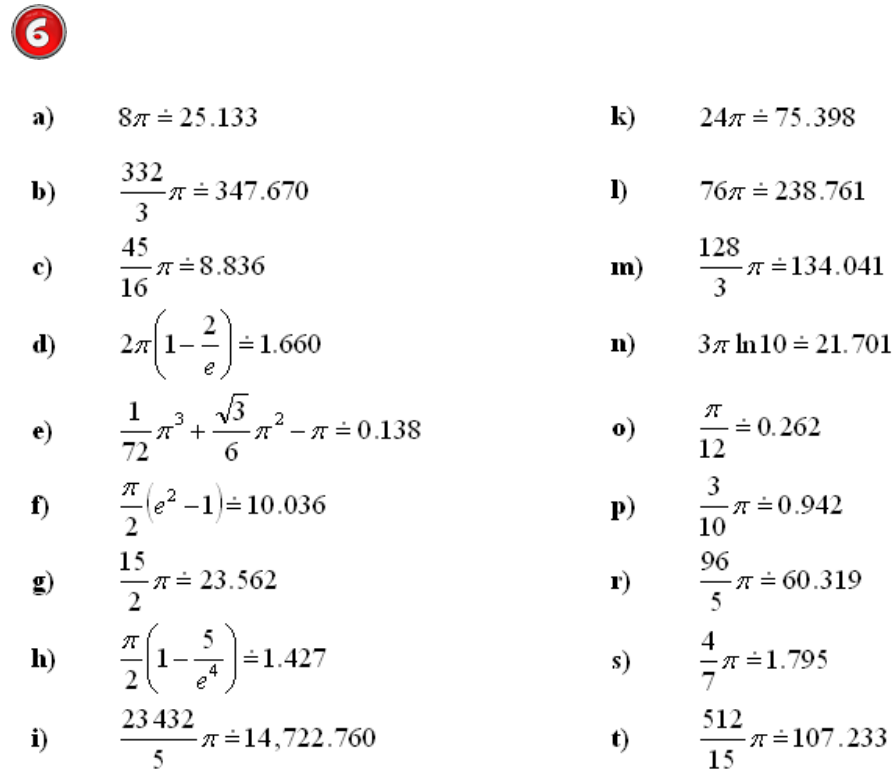 6
a) 8π ≐ 25.133
b) 332/3 π ≐ 347.670
c) 45/16 π ≐ 8.836
d) 2π(1 − 2/e) ≐ 1.660
e) 1/72 π³ + √3/6 π² − π ≐ 0.138
f) π/2 (e² − 1) ≐ 10.036
g) 15/2 π ≐ 23.562
h) π/2 (1 − 5/e⁴) ≐ 1.427
i) 23 432/5 π ≐ 14,722.760
k) 24π ≐ 75.398
l) 76π ≐ 238.761
m) 128/3 π ≐ 134.041
n) 3π ln 10 ≐ 21.701
o) π/12 ≐ 0.262
p) 3/10 π ≐ 0.942
r) 96/5 π ≐ 60.319
s) 4/7 π ≐ 1.795
t) 512/15 π ≐ 107.233